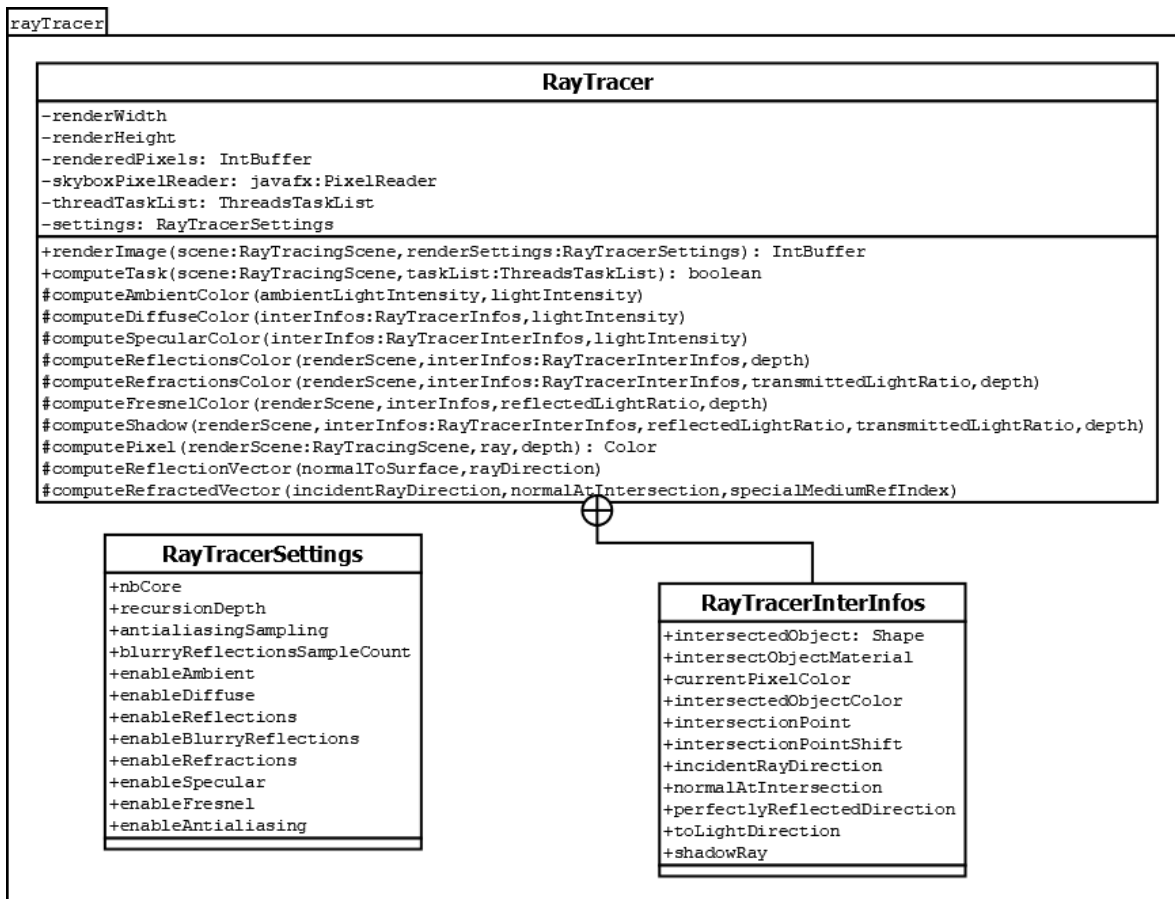 rayTracer
RayTracer
-renderWidth
-renderHeight
-renderedPixels: IntBuffer
-skyboxPixelReader: javafx:PixelReader
-threadTaskList: ThreadsTaskList
-settings: RayTracerSettings
+renderImage(scene:RayTracingScene,renderSettings:RayTracerSettings): IntBuffer
+computeTask(scene:RayTracingScene,taskList:ThreadsTaskList): boolean
#computeAmbientColor(ambientLightIntensity,lightIntensity)
#computeDiffuseColor(interInfos:RayTracerInfos,lightIntensity)
#computeSpecularColor(interInfos:RayTracerInterInfos,lightIntensity)
#computeReflectionsColor(renderScene,interInfos:RayTracerInterInfos,depth)
#computeRefractionsColor(renderScene,interInfos:RayTracerInterInfos,transmittedLightRatio,depth)
#computeFresnelColor(renderScene,interInfos,reflectedLightRatio,depth)
#computeShadow(renderScene,interInfos:RayTracerInterInfos,reflectedLightRatio,transmittedLightRatio,depth)
#computePixel(renderScene:RayTracingScene,ray,depth): Color
#computeReflectionVector(normalToSurface,rayDirection)
#computeRefractedVector(incidentRayDirection,normalAtIntersection,specialMediumRefIndex)
RayTracerSettings
+nbCore
+recursionDepth
+antialiasingSampling
+blurryReflectionsSampleCount
+enableAmbient
+enableDiffuse
+enableReflections
+enableBlurryReflections
+enableRefractions
+enableSpecular
+enableFresnel
+enableAntialiasing
RayTracerInterInfos
+intersectedObject: Shape
+intersectObjectMaterial
+currentPixelColor
+intersectedObjectColor
+intersectionPoint
+intersectionPointShift
+incidentRayDirection
+normalAtIntersection
+perfectlyReflectedDirection
+toLightDirection
+shadowRay